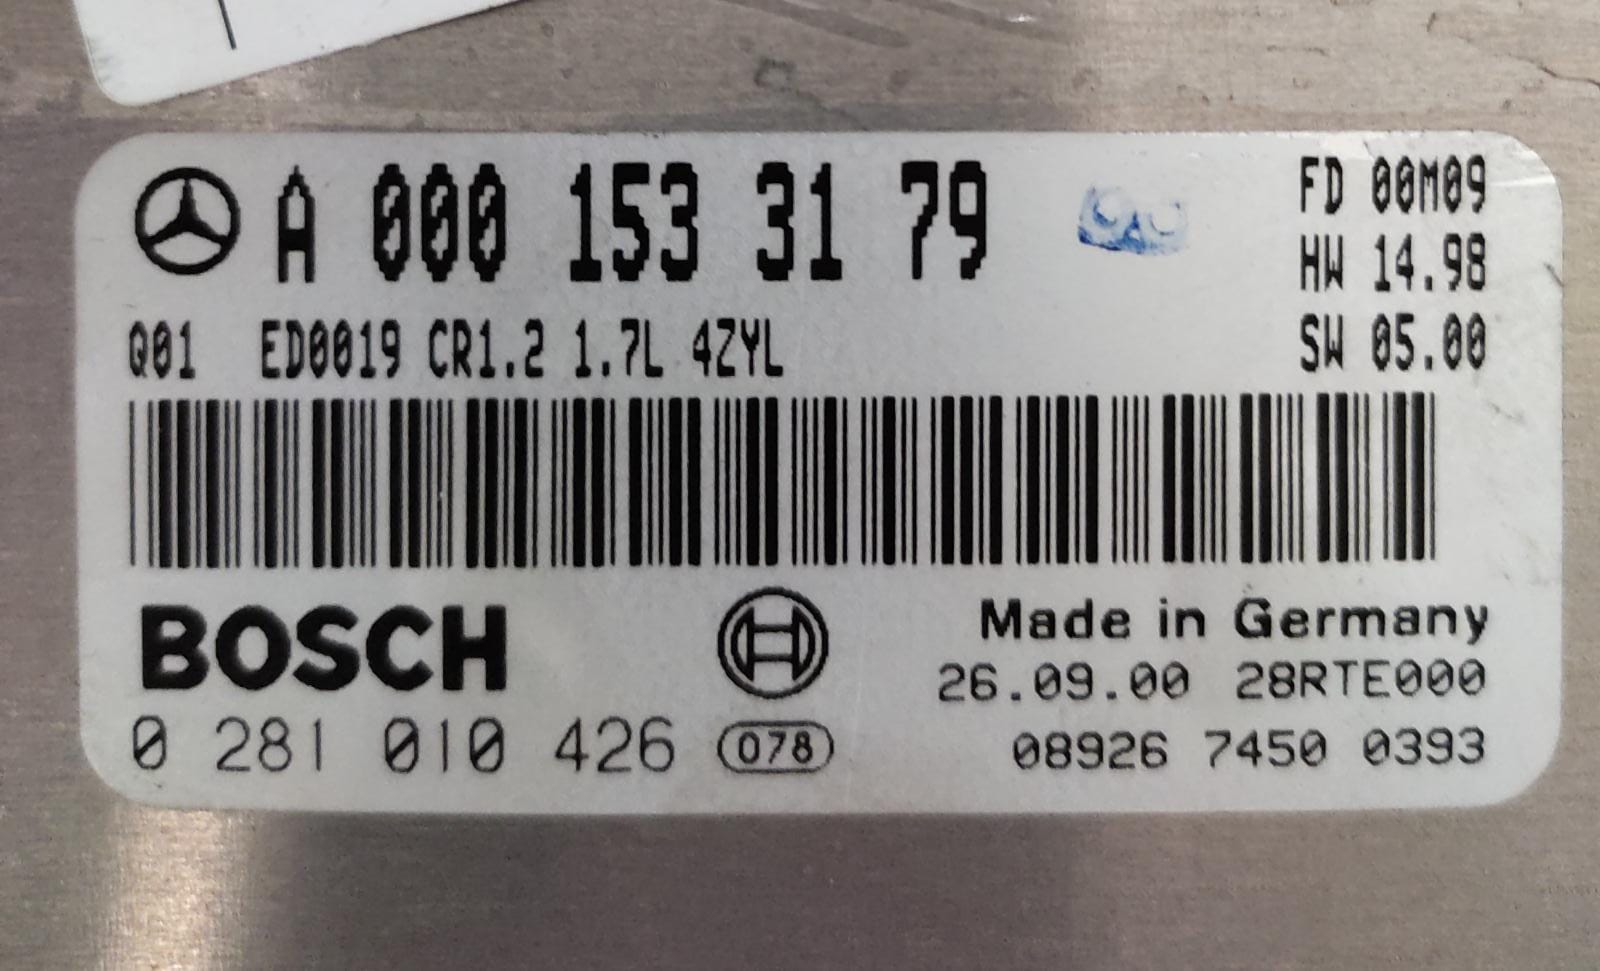 A 000 153 31 79
FD 00M09
HW 14.98
Q01 ED0019 CR1.2 1.7L 4ZYL
SW 05.00
BOSCH
Made in Germany
26.09.00 28RTE000
0 281 010 426 078
08926 7450 0393